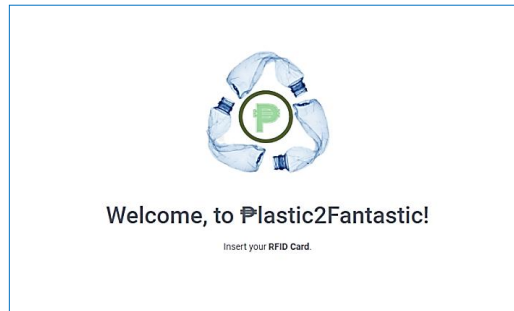 ₱
Welcome, to ₱lastic2Fantastic!
Insert your RFID Card.